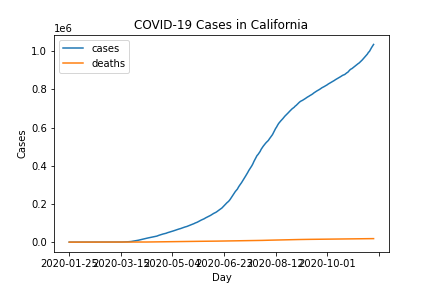 COVID-19 Cases in California
1e6
cases
deaths
1.0
0.8
0.6
0.4
0.2
0.0
Cases
2020-01-25 2020-03-15 2020-05-04 2020-06-23 2020-08-12 2020-10-01
Day